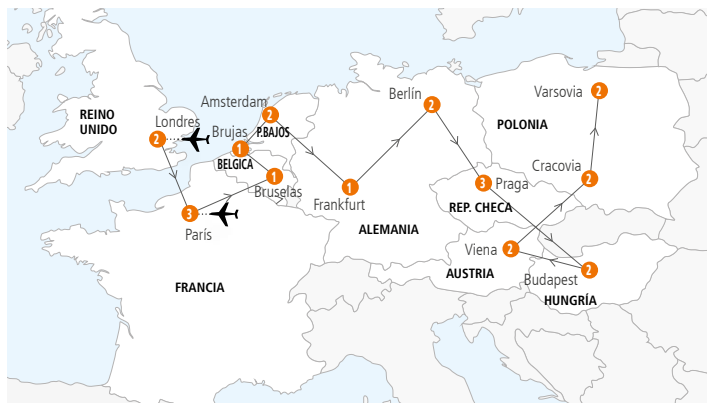 Amsterdam
2
P.BAJOS
Berlín
2
Varsovia
2
REINO
UNIDO
Londres
2
POLONIA
Brujas
1
BELGICA
1
Bruselas
Cracovia
2
3
Praga
REP. CHECA
1
Frankfurt
3
París
ALEMANIA
Viena
2
AUSTRIA
2
Budapest
HUNGRÍA
FRANCIA